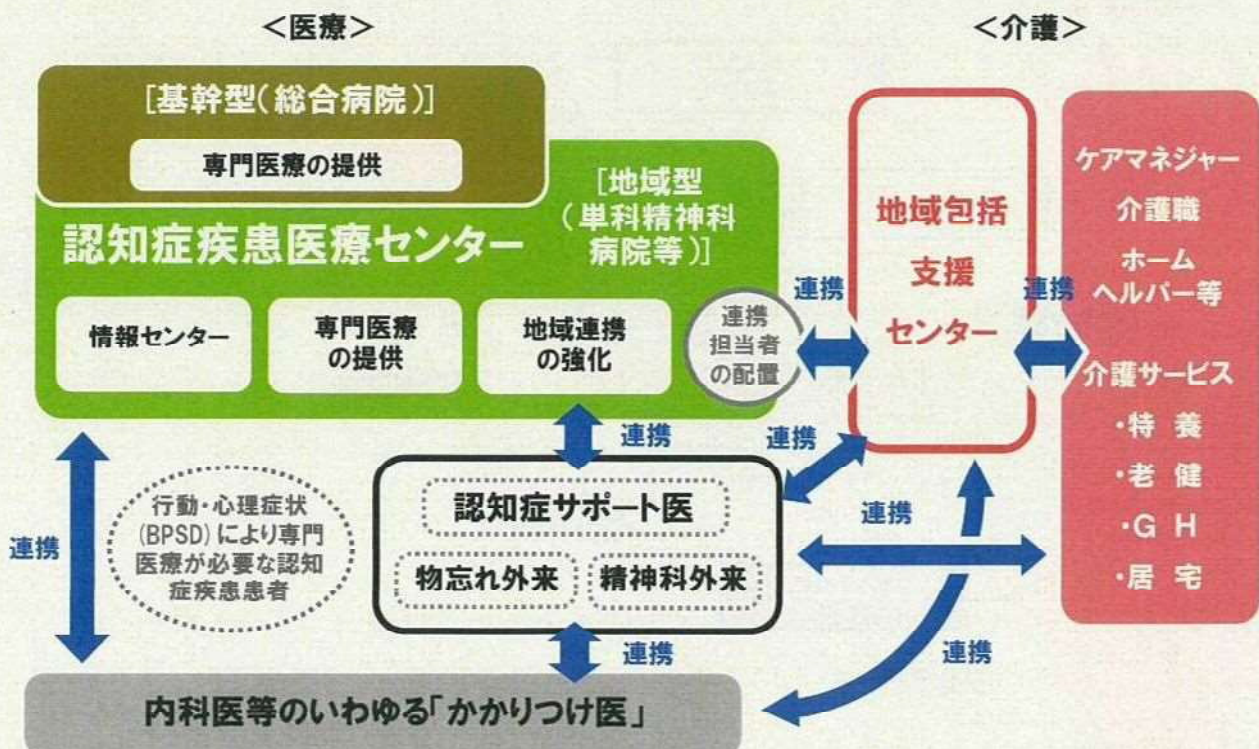 ＜医療＞
＜介護＞
［基幹型(総合病院)］
専門医療の提供
［地域型
(単科精神科
病院等)］
認知症疾患医療センター
情報センター
専門医療
の提供
地域連携
の強化
連携
担当者
の配置
連携
地域包括
支援
センター
連携
ケアマネジャー
介護職
ホーム
ヘルパー等
介護サービス
・特 養
・老 健
・G H
・居 宅
連携
連携
連携
行動・心理症状
(BPSD)により専門
医療が必要な認知
症疾患患者
認知症サポート医
物忘れ外来
精神科外来
連携
連携
連携
内科医等のいわゆる「かかりつけ医」